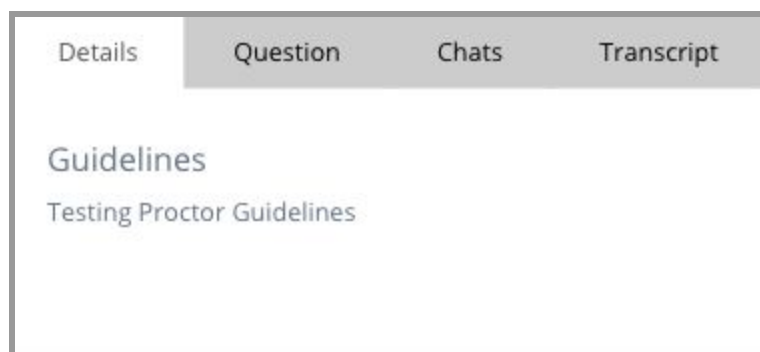 Details Question Chats Transcript
Guidelines
Testing Proctor Guidelines